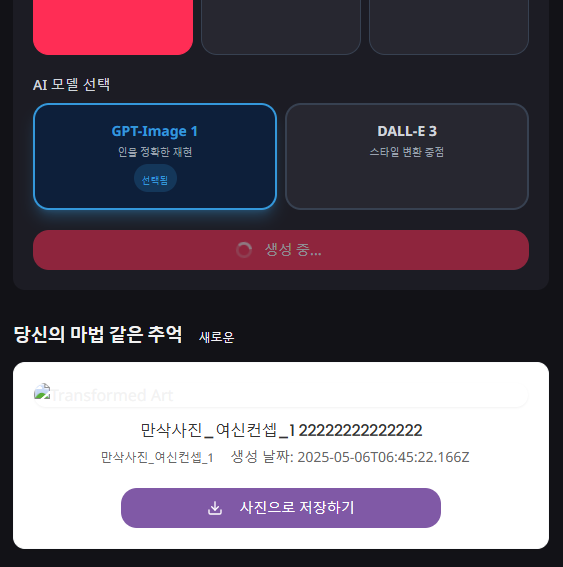 AI 모델 선택
GPT-Image 1
인물 정확한 재현
선택됨
DALL-E 3
스타일 변환 중점
생성 중...
당신의 마법 같은 추억 새로운
Transformed Art
만삭사진_여신컨셉_1 22222222222222
만삭사진_여신컨셉_1 생성 날짜: 2025-05-06T06:45:22.166Z
사진으로 저장하기